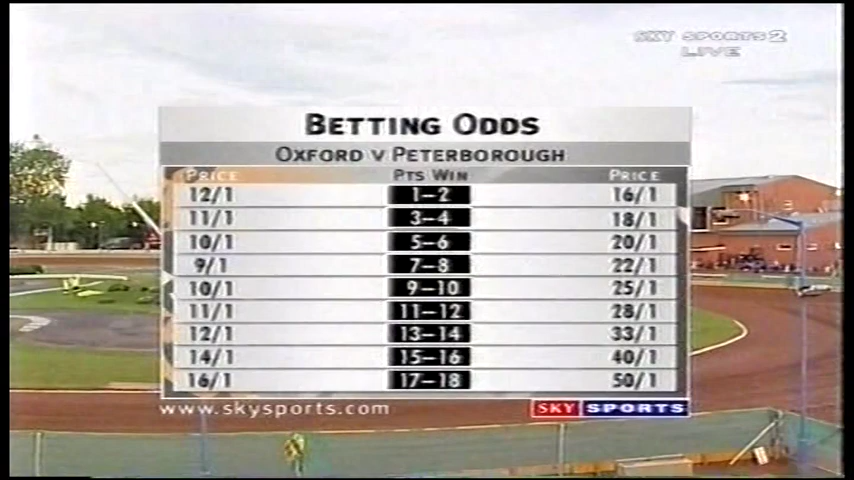 SKY SPORTS 2
LIVE
BETTING ODDS
OXFORD V PETERBOROUGH
PRICE PTS WIN PRICE
12/1 1–2 16/1
11/1 3–4 18/1
10/1 5–6 20/1
9/1 7–8 22/1
10/1 9–10 25/1
11/1 11–12 28/1
12/1 13–14 33/1
14/1 15–16 40/1
16/1 17–18 50/1
www.skysports.com SKY SPORTS